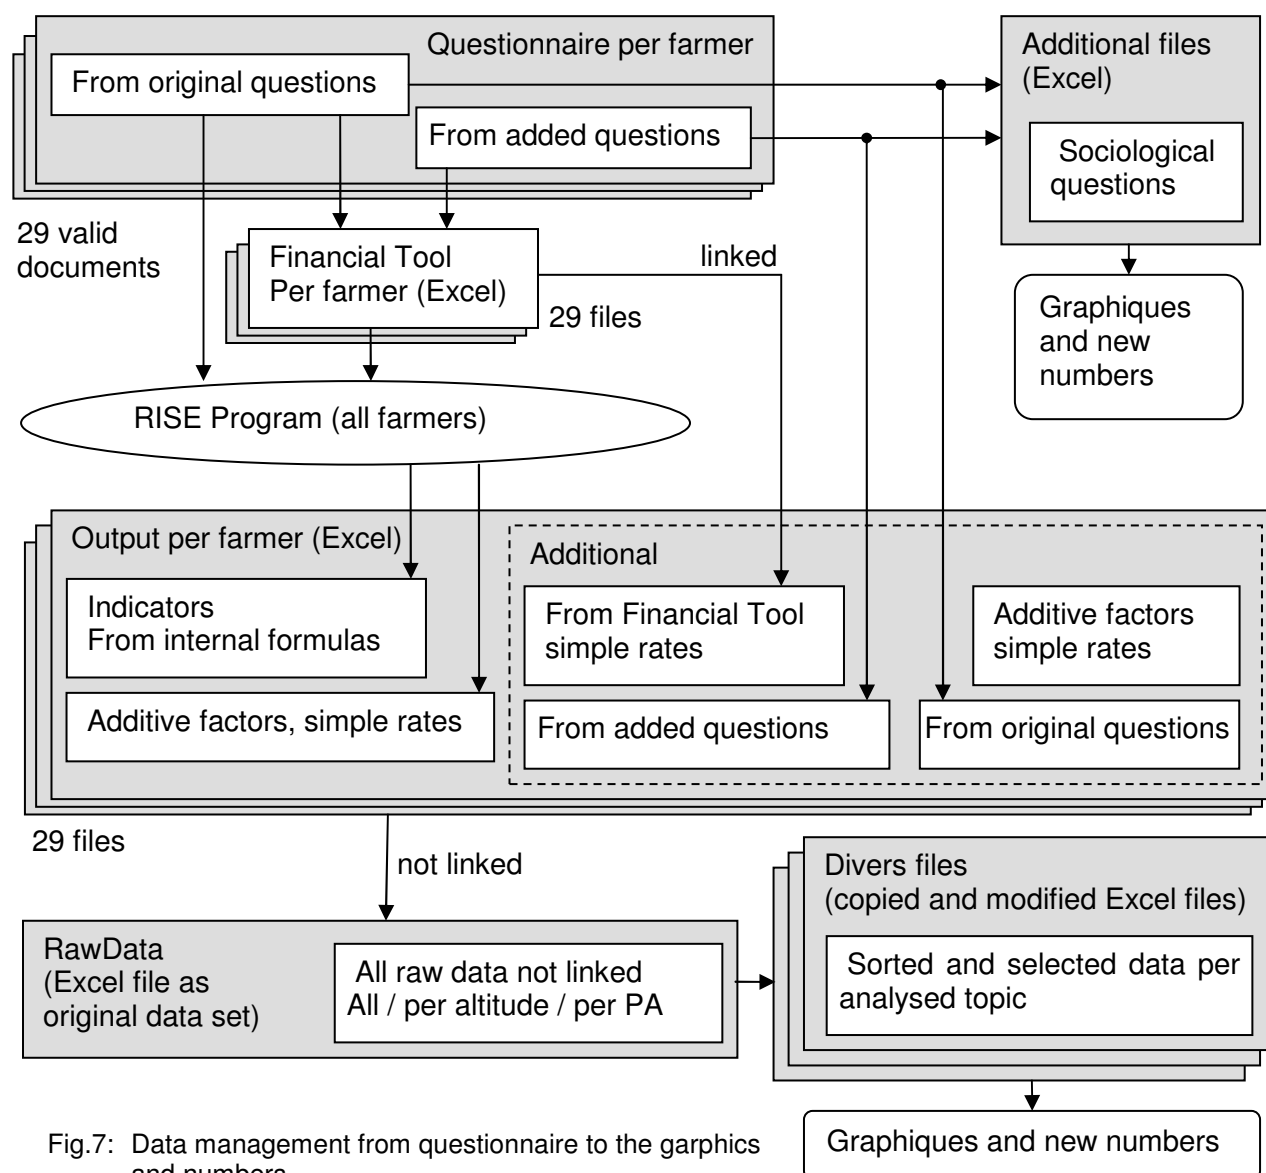 Questionnaire per farmer
From original questions
From added questions
Additional files
(Excel)
Sociological
questions
29 valid
documents
Financial Tool
Per farmer (Excel)
linked
29 files
Graphiques
and new
numbers
RISE Program (all farmers)
Output per farmer (Excel)
Indicators
From internal formulas
Additive factors, simple rates
Additional
From Financial Tool
simple rates
Additive factors
simple rates
From added questions
From original questions
29 files
not linked
RawData
(Excel file as
original data set)
All raw data not linked
All / per altitude / per PA
Divers files
(copied and modified Excel files)
Sorted and selected data per
analysed topic
Graphiques and new numbers
Fig.7: Data management from questionnaire to the garphics
and numbers